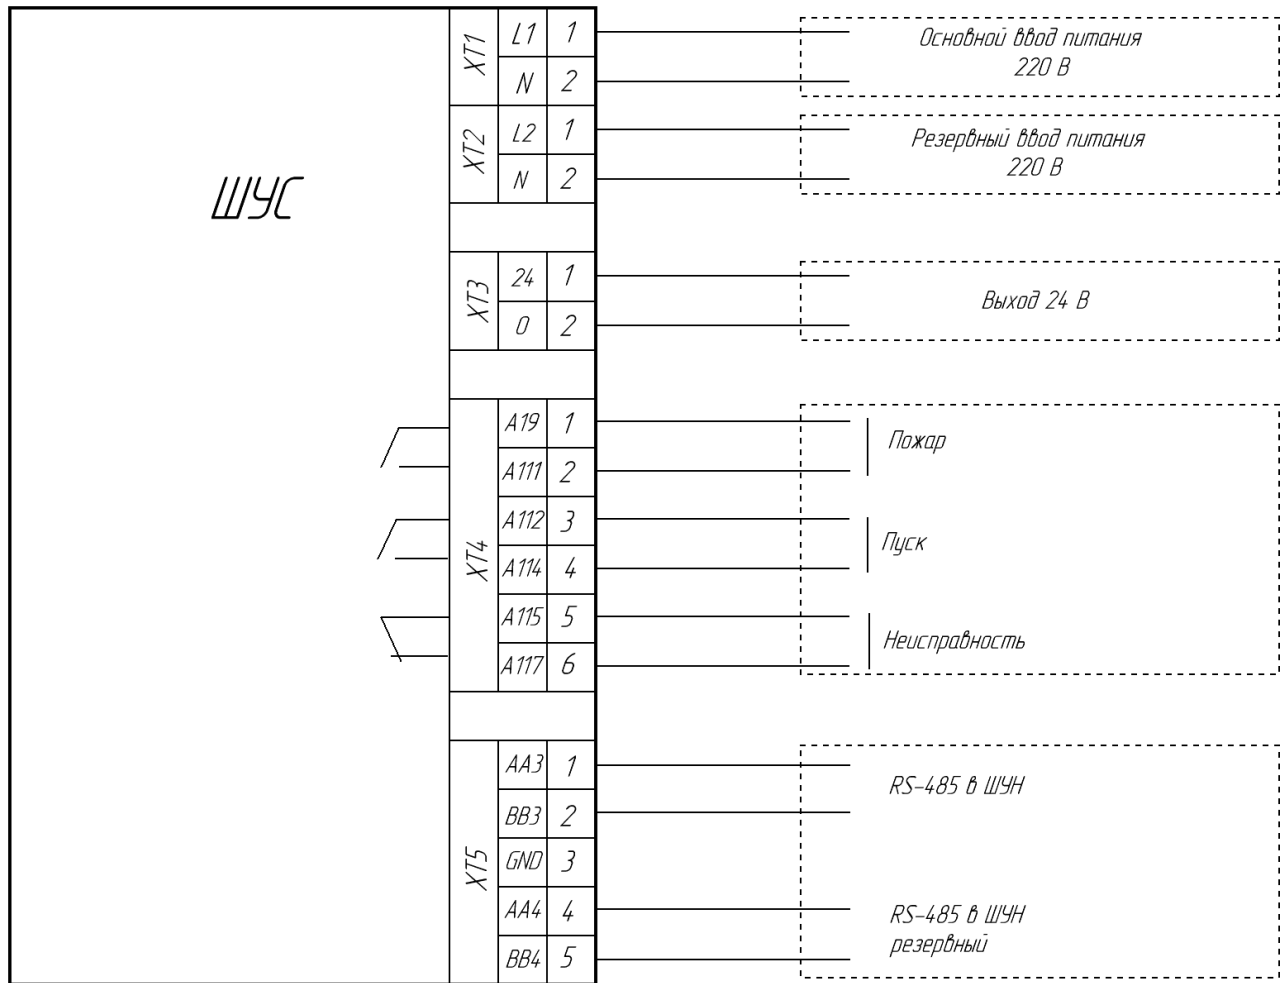 ШУС
XT1
L1 1
N 2
Основной ввод питания
220 В
XT2
L2 1
N 2
Резервный ввод питания
220 В
XT3
24 1
0 2
Выход 24 В
XT4
A19 1
A111 2
Пожар
A112 3
A114 4
Пуск
A115 5
A117 6
Неисправность
XT5
AA3 1
BB3 2
GND 3
AA4 4
BB4 5
RS-485 в ШУН
RS-485 в ШУН
резервный